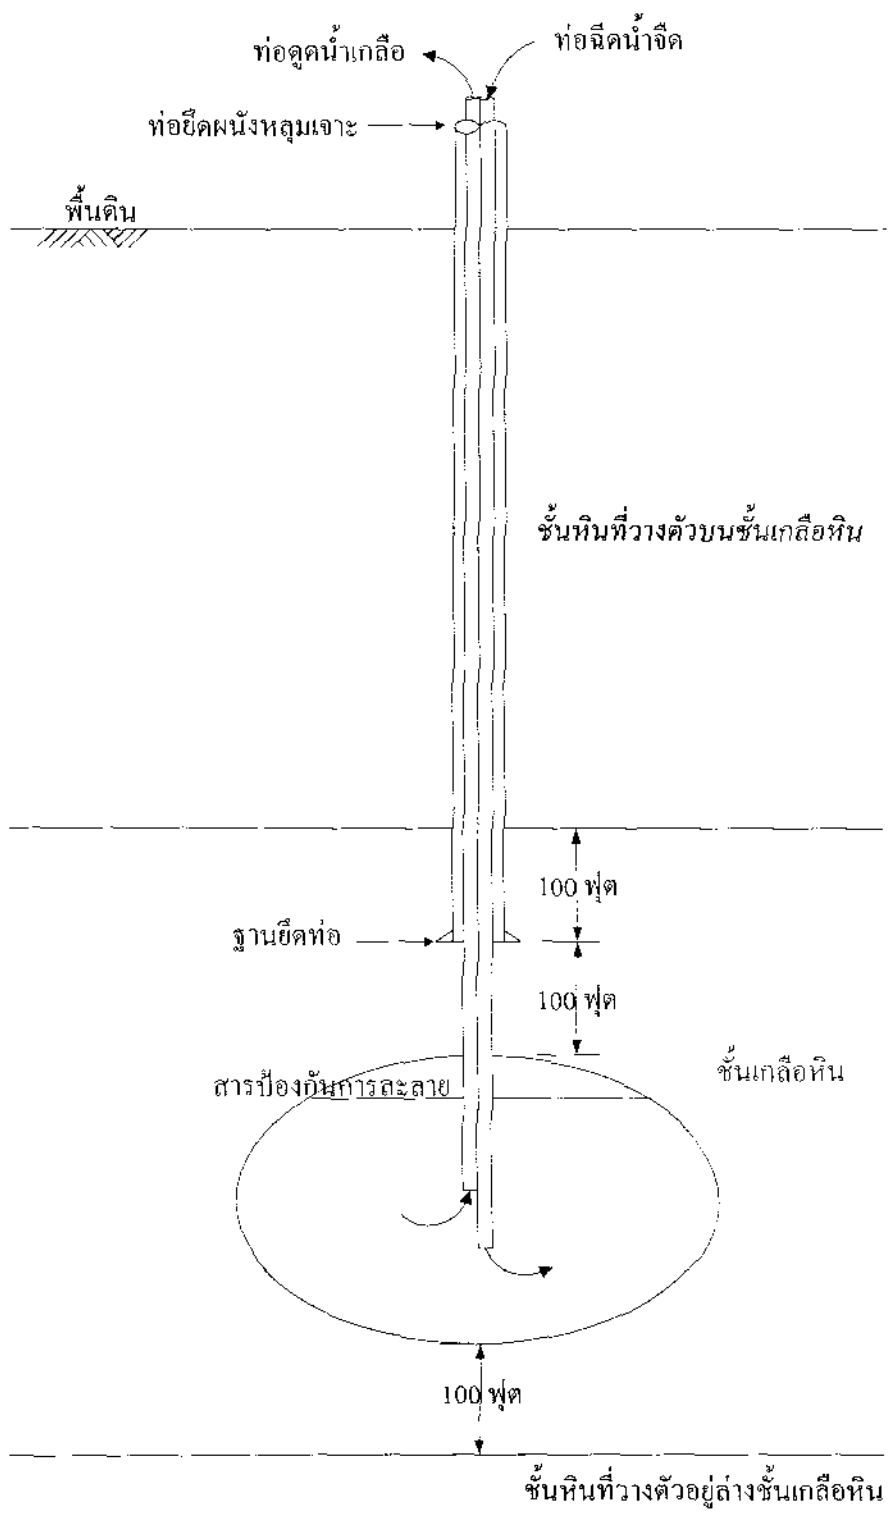 ท่อดูดน้ำเกลือ
ท่อฉีดน้ำจืด
ท่อยึดผนังหลุมเจาะ
พื้นดิน
ชั้นหินที่วางตัวบนชั้นเกลือหิน
100 ฟุต
ฐานยึดท่อ
100 ฟุต
ชั้นเกลือหิน
สารป้องกันการละลาย
100 ฟุต
ชั้นหินที่วางตัวอยู่ล่างชั้นเกลือหิน